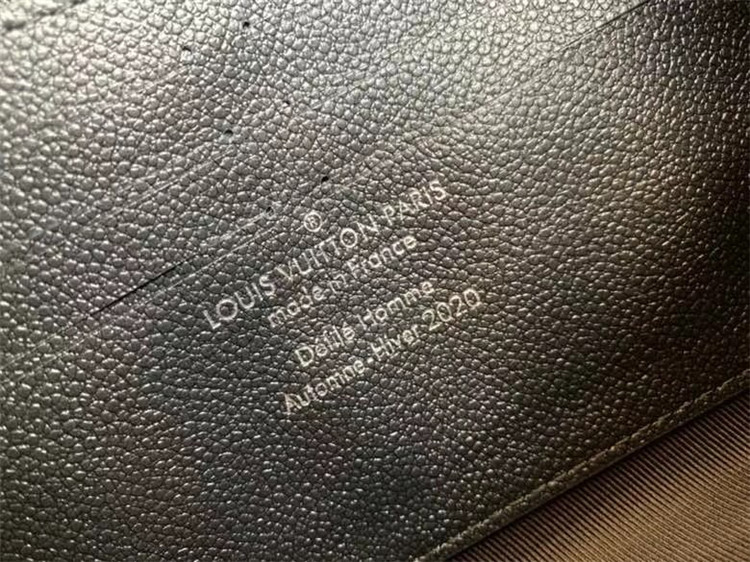 ®
LOUIS VUITTON PARIS
made in France
Défilé Homme
Automne-Hiver 2020